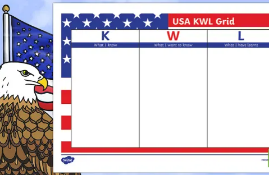 USA KWL Grid
K W L
What I know What I want to know What I have learnt